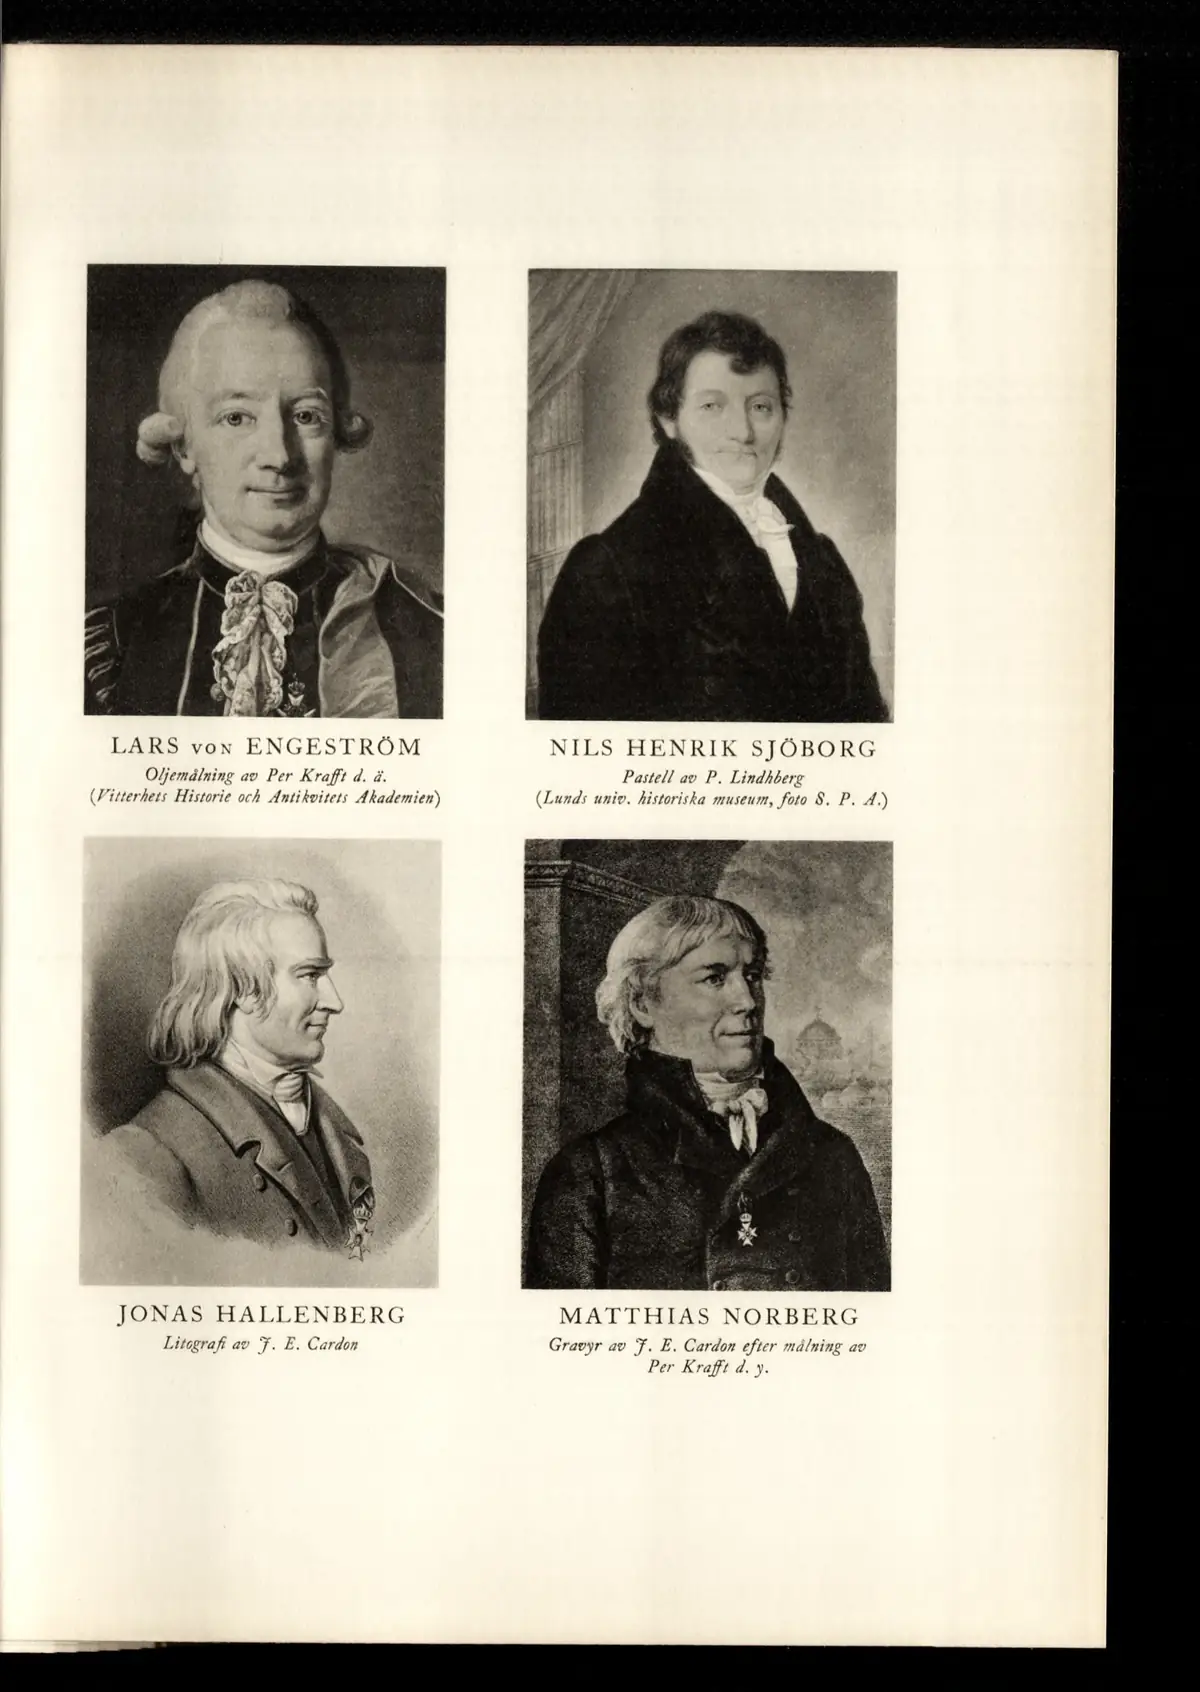 LARS von ENGESTRÖM
Oljemålning av Per Krafft d. ä.
(Vitterhets Historie och Antikvitets Akademien)
NILS HENRIK SJÖBORG
Pastell av P. Lindhberg
(Lunds univ. historiska museum, foto S. P. A.)
JONAS HALLENBERG
Litografi av J. E. Cardon
MATTHIAS NORBERG
Gravyr av J. E. Cardon efter målning av
Per Krafft d. y.